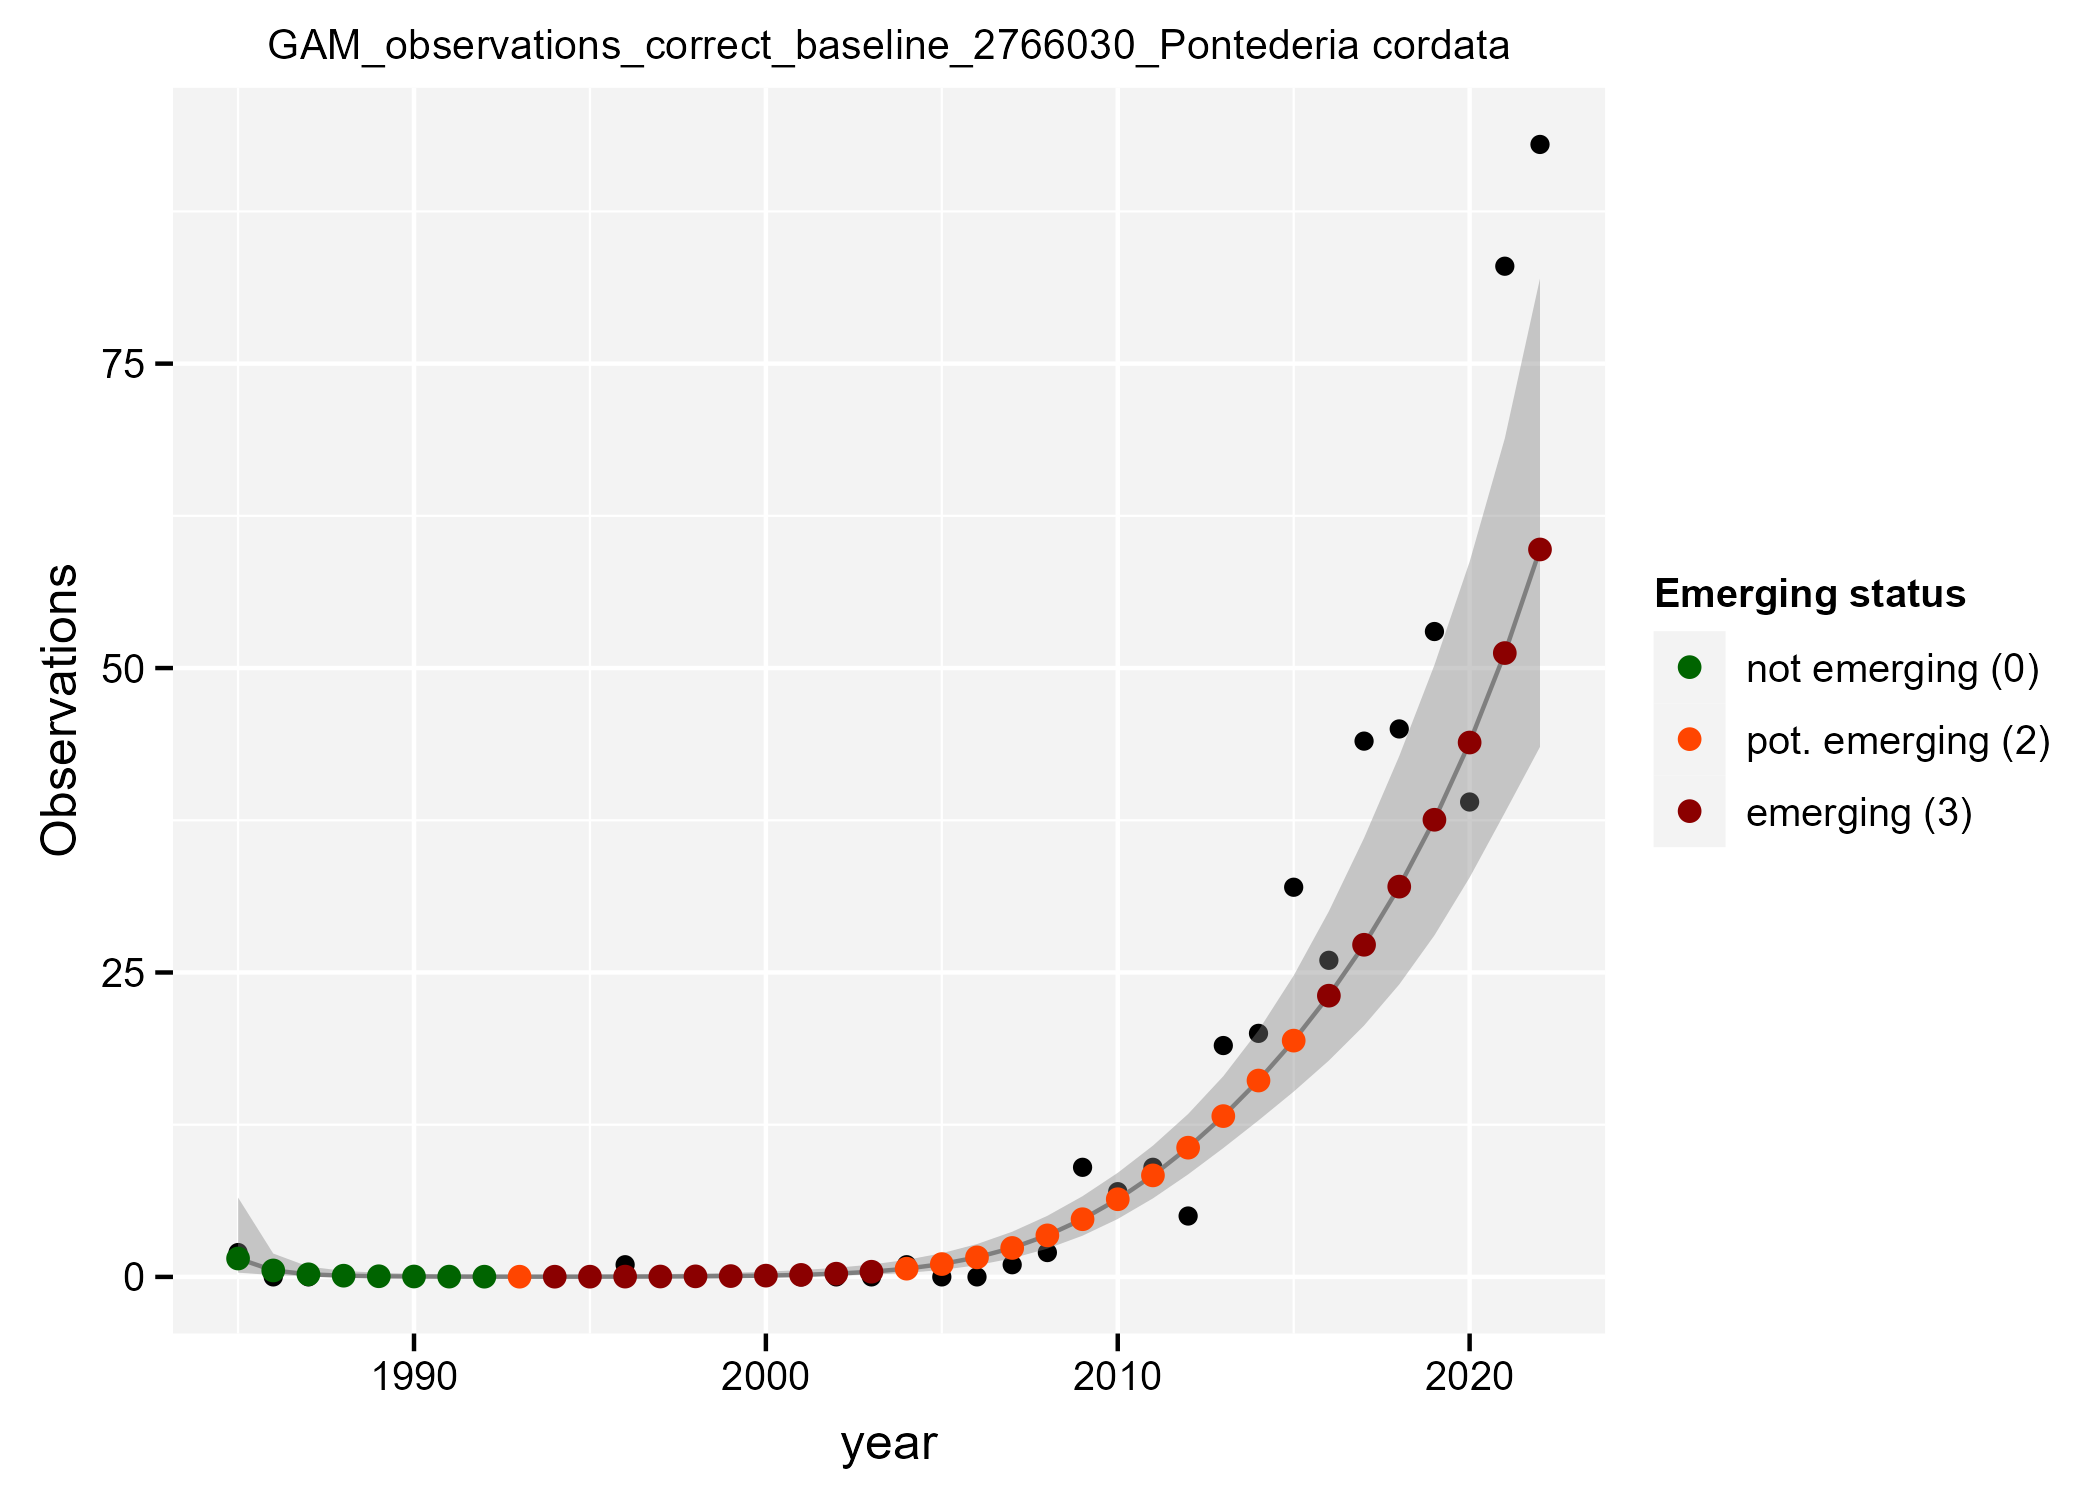 GAM_observations_correct_baseline_2766030_Pontederia cordata
Observations
75
50
25
0
1990 2000 2010 2020
year
Emerging status
not emerging (0)
pot. emerging (2)
emerging (3)